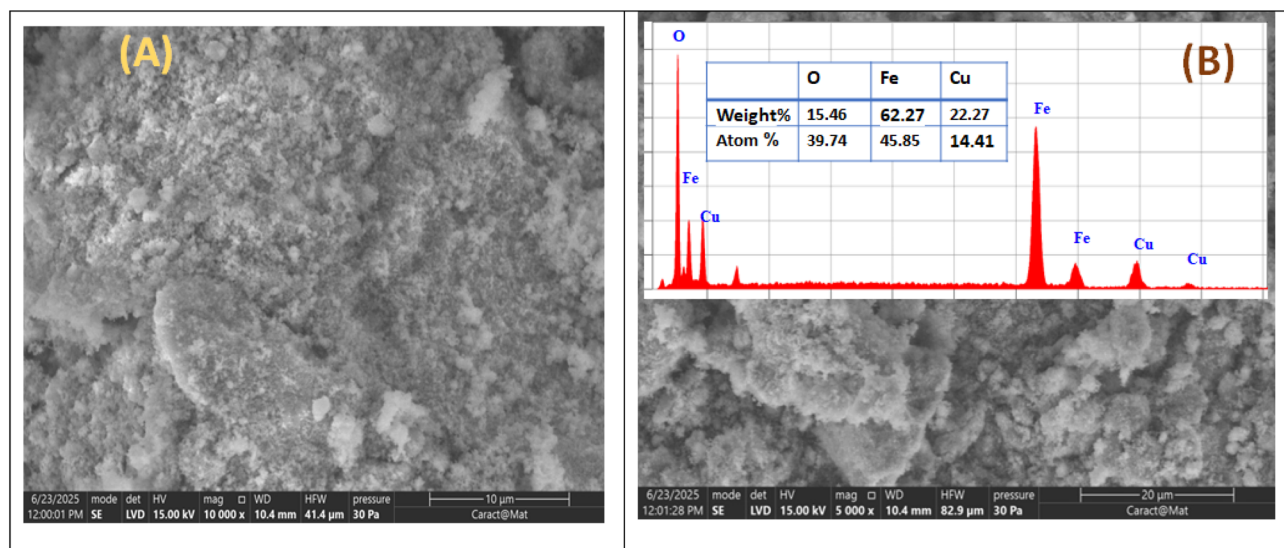 (A)
6/23/2025 mode det HV mag □ WD HFW pressure 10 µm
12:00:01 PM SE LVD 15.00 kV 10 000 x 10.4 mm 41.4 µm 30 Pa Caract@Mat
(B)
O
O Fe Cu
Weight% 15.46 62.27 22.27
Atom % 39.74 45.85 14.41
Fe
Fe
Cu
Fe
Cu
Cu
6/23/2025 mode det HV mag □ WD HFW pressure 20 µm
12:01:28 PM SE LVD 15.00 kV 5 000 x 10.4 mm 82.9 µm 30 Pa Caract@Mat